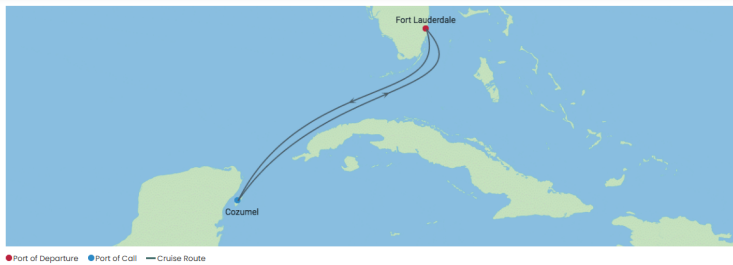 Fort Lauderdale
Cozumel
Port of Departure Port of Call Cruise Route